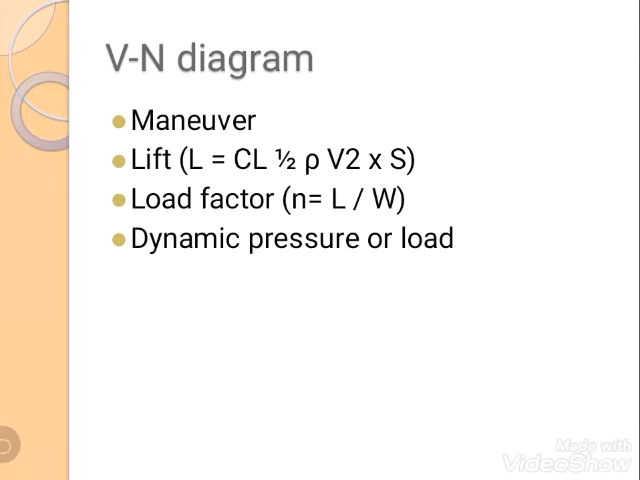 V-N diagram
Maneuver
Lift (L = CL ½ ρ V2 x S)
Load factor (n= L / W)
Dynamic pressure or load
Made with
VideoShow